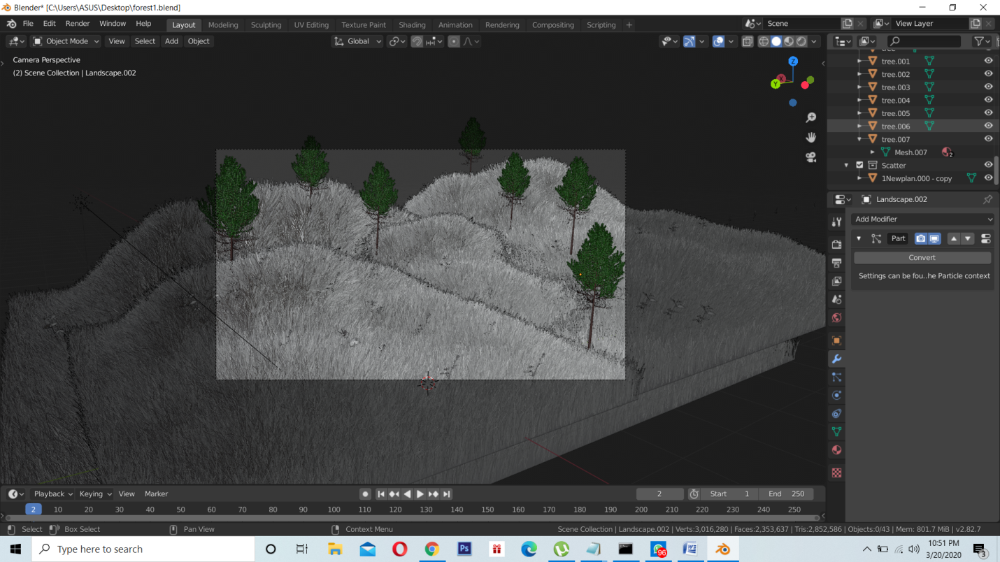 Blender* [C:\Users\ASUS\Desktop\forest1.blend]
File Edit Render Window Help Layout Modeling Sculpting UV Editing Texture Paint Shading Animation Rendering Compositing Scripting + Scene View Layer
Object Mode View Select Add Object Global
Camera Perspective
(2) Scene Collection | Landscape.002
Z
X
Y
tree
tree.001
tree.002
tree.003
tree.004
tree.005
tree.006
tree.007
Mesh.007 2
Scatter
1Newplan.000 - copy
Landscape.002
Add Modifier
Part
Convert
Settings can be fou..he Particle context
Playback Keying View Marker 2 Start 1 End 250
2 10 20 30 40 50 60 70 80 90 100 110 120 130 140 150 160 170 180 190 200 210 220 230 240 250
Select Box Select Pan View Context Menu Scene Collection | Landscape.002 | Verts:3,016,280 | Faces:2,353,637 | Tris:2,852,586 | Objects:0/43 | Mem: 801.7 MiB | v2.82.7
Type here to search Ps 96 10:51 PM
3/20/2020 3